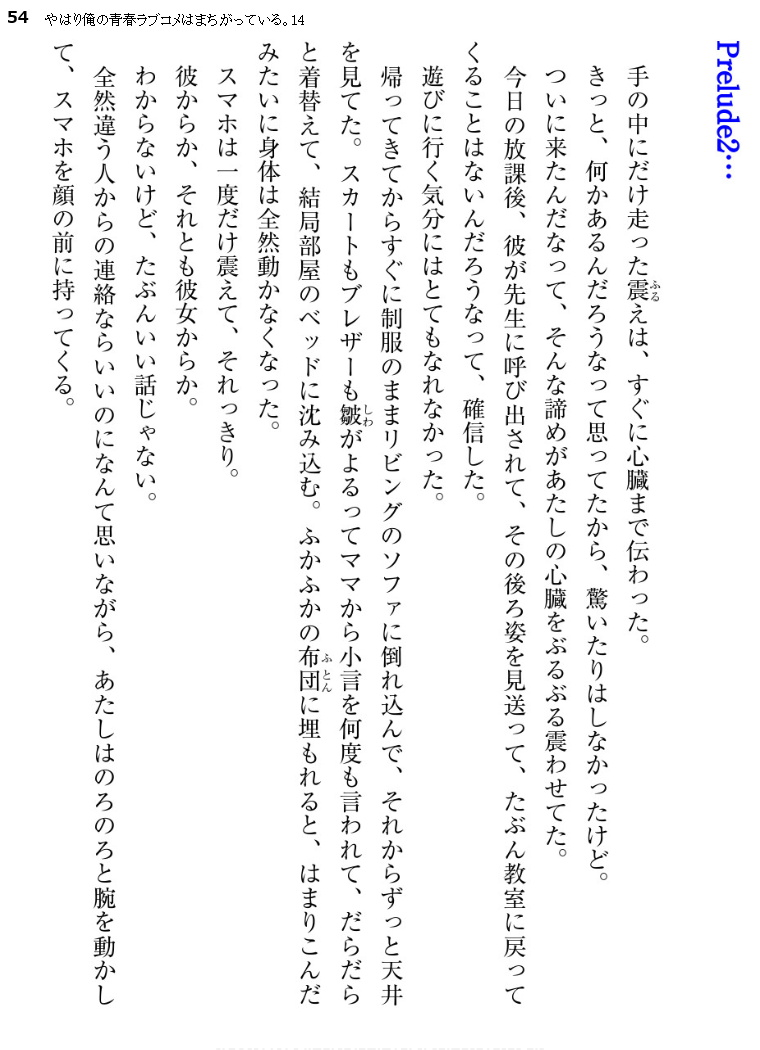 54 やはり俺の青春ラブコメはまちがっている。14
Prelude2…
手の中にだけ走った震えは、すぐに心臓まで伝わった。
きっと、何かあるんだろうなって思ってたから、驚いたりはしなかったけど。
ついに来たんだなって、そんな諦めがあたしの心臓をぶるぶる震わせてた。
今日の放課後、彼が先生に呼び出されて、その後ろ姿を見送って、たぶん教室に戻って
くることはないんだろうなって、確信した。
遊びに行く気分にはとてもなれなかった。
帰ってきてからすぐに制服のままリビングのソファに倒れ込んで、それからずっと天井
を見てた。スカートもブレザーも皺がよるってママから小言を何度も言われて、だらだら
と着替えて、結局部屋のベッドに沈み込む。ふかふかの布団に埋もれると、はまりこんだ
みたいに身体は全然動かなくなった。
スマホは一度だけ震えて、それっきり。
彼からか、それとも彼女からか。
わからないけど、たぶんいい話じゃない。
全然違う人からの連絡ならいいのになんて思いながら、あたしはのろのろと腕を動かし
て、スマホを顔の前に持ってくる。
ふる
しわ
ふとん